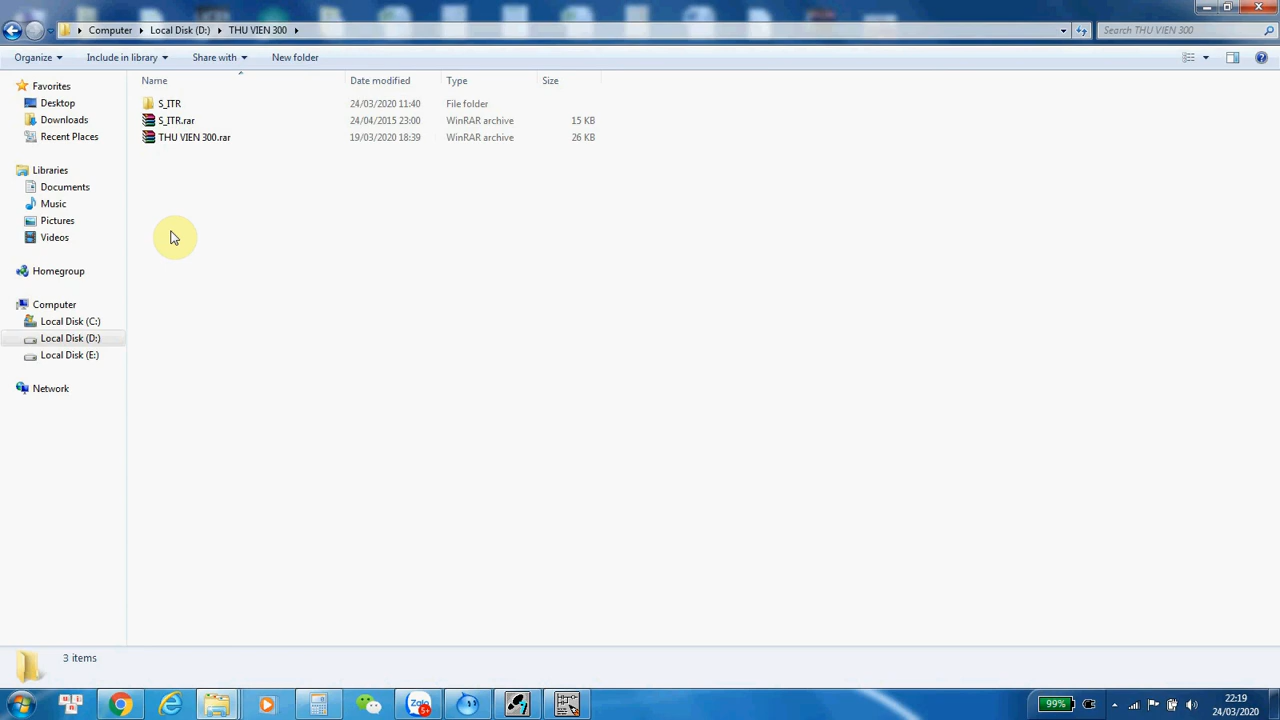 Computer Local Disk (D:) THU VIEN 300
Search THU VIEN 300
Organize Include in library Share with New folder
Name Date modified Type Size
S_ITR 24/03/2020 11:40 File folder
S_ITR.rar 24/04/2015 23:00 WinRAR archive 15 KB
THU VIEN 300.rar 19/03/2020 18:39 WinRAR archive 26 KB
Favorites
Desktop
Downloads
Recent Places
Libraries
Documents
Music
Pictures
Videos
Homegroup
Computer
Local Disk (C:)
Local Disk (D:)
Local Disk (E:)
Network
3 items
Zalo
5+
99%
22:19
24/03/2020